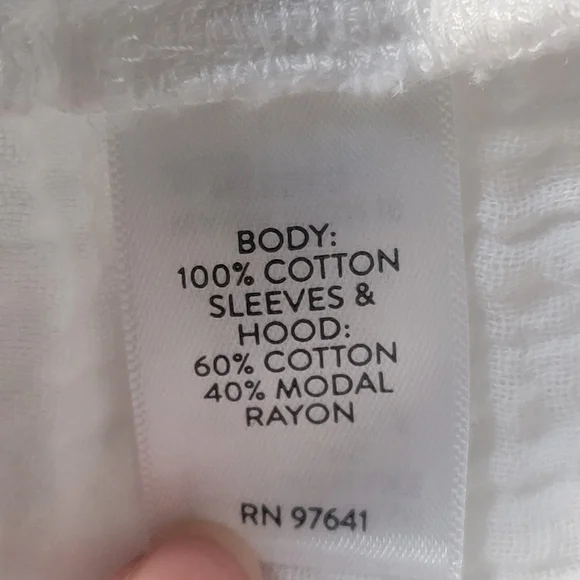 BODY:
100% COTTON
SLEEVES &
HOOD:
60% COTTON
40% MODAL
RAYON
RN 97641